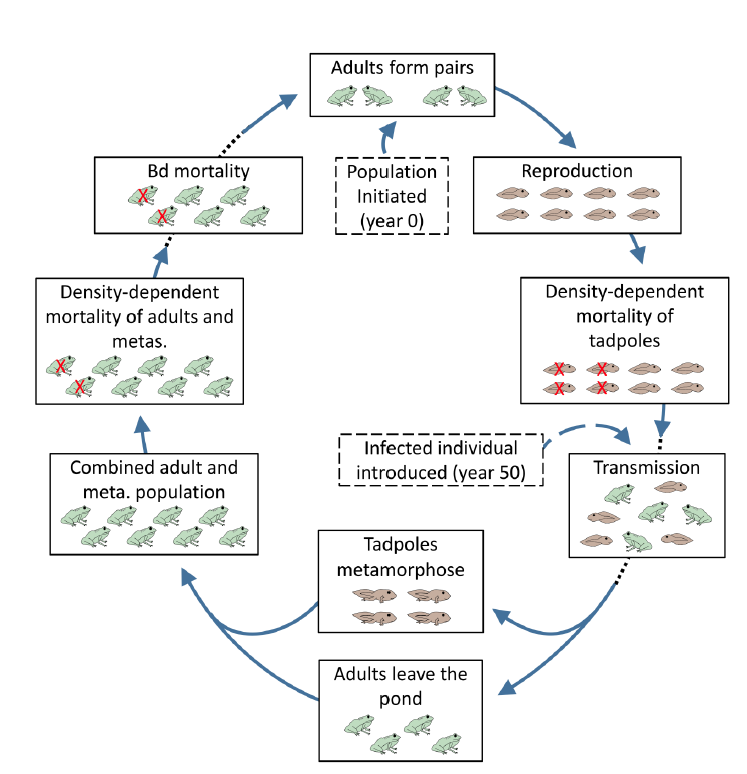 Adults form pairs
Bd mortality
Population
Initiated
(year 0)
Reproduction
Density-dependent
mortality of adults and
metas.
Density-dependent
mortality of
tadpoles
Infected individual
introduced (year 50)
Transmission
Combined adult and
meta. population
Tadpoles
metamorphose
Adults leave the
pond